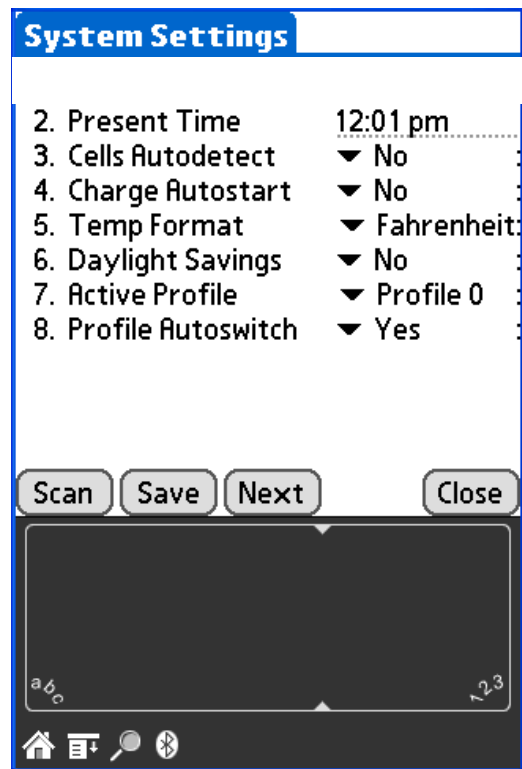 System Settings
2. Present Time 12:01 pm
3. Cells Autodetect No :
4. Charge Autostart No :
5. Temp Format Fahrenheit:
6. Daylight Savings No :
7. Active Profile Profile 0 :
8. Profile Autoswitch Yes :
Scan Save Next Close
abc 123